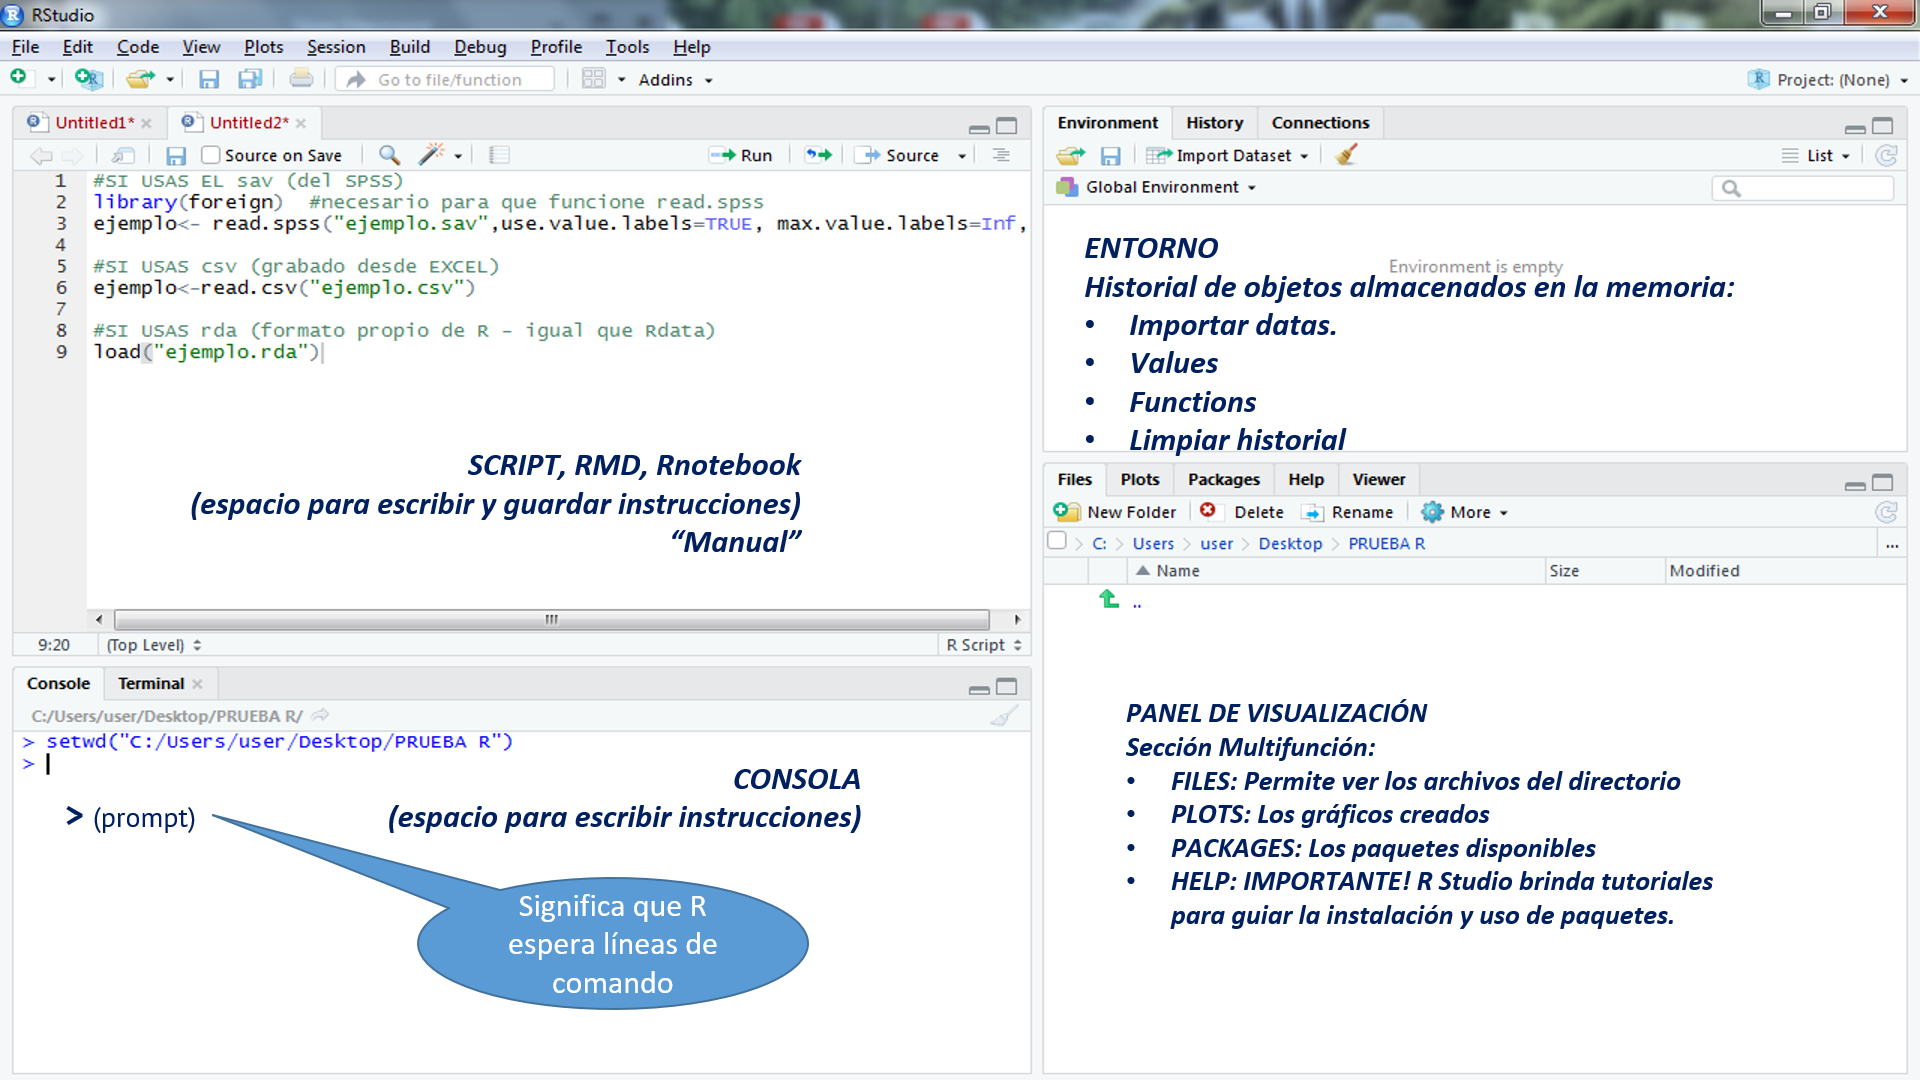 RStudio
File Edit Code View Plots Session Build Debug Profile Tools Help
Go to file/function
Addins
Project: (None)
Untitled1* × Untitled2* ×
Source on Save
Run
Source
1 #SI USAS EL sav (del SPSS)
2 library(foreign)  #necesario para que funcione read.spss
3 ejemplo<- read.spss("ejemplo.sav",use.value.labels=TRUE, max.value.labels=Inf,
4
5 #SI USAS csv (grabado desde EXCEL)
6 ejemplo<-read.csv("ejemplo.csv")
7
8 #SI USAS rda (formato propio de R - igual que Rdata)
9 load("ejemplo.rda")
SCRIPT, RMD, Rnotebook
(espacio para escribir y guardar instrucciones)
“Manual”
9:20 (Top Level) R Script
Console Terminal ×
C:/Users/user/Desktop/PRUEBA R/
> setwd("C:/Users/user/Desktop/PRUEBA R")
>
CONSOLA
> (prompt)
(espacio para escribir instrucciones)
Significa que R
espera líneas de
comando
Environment History Connections
Import Dataset
List
Global Environment
ENTORNO
Environment is empty
Historial de objetos almacenados en la memoria:
• Importar datas.
• Values
• Functions
• Limpiar historial
Files Plots Packages Help Viewer
New Folder Delete Rename More
C: > Users > user > Desktop > PRUEBA R ...
Name Size Modified
..
PANEL DE VISUALIZACIÓN
Sección Multifunción:
• FILES: Permite ver los archivos del directorio
• PLOTS: Los gráficos creados
• PACKAGES: Los paquetes disponibles
• HELP: IMPORTANTE! R Studio brinda tutoriales
para guiar la instalación y uso de paquetes.